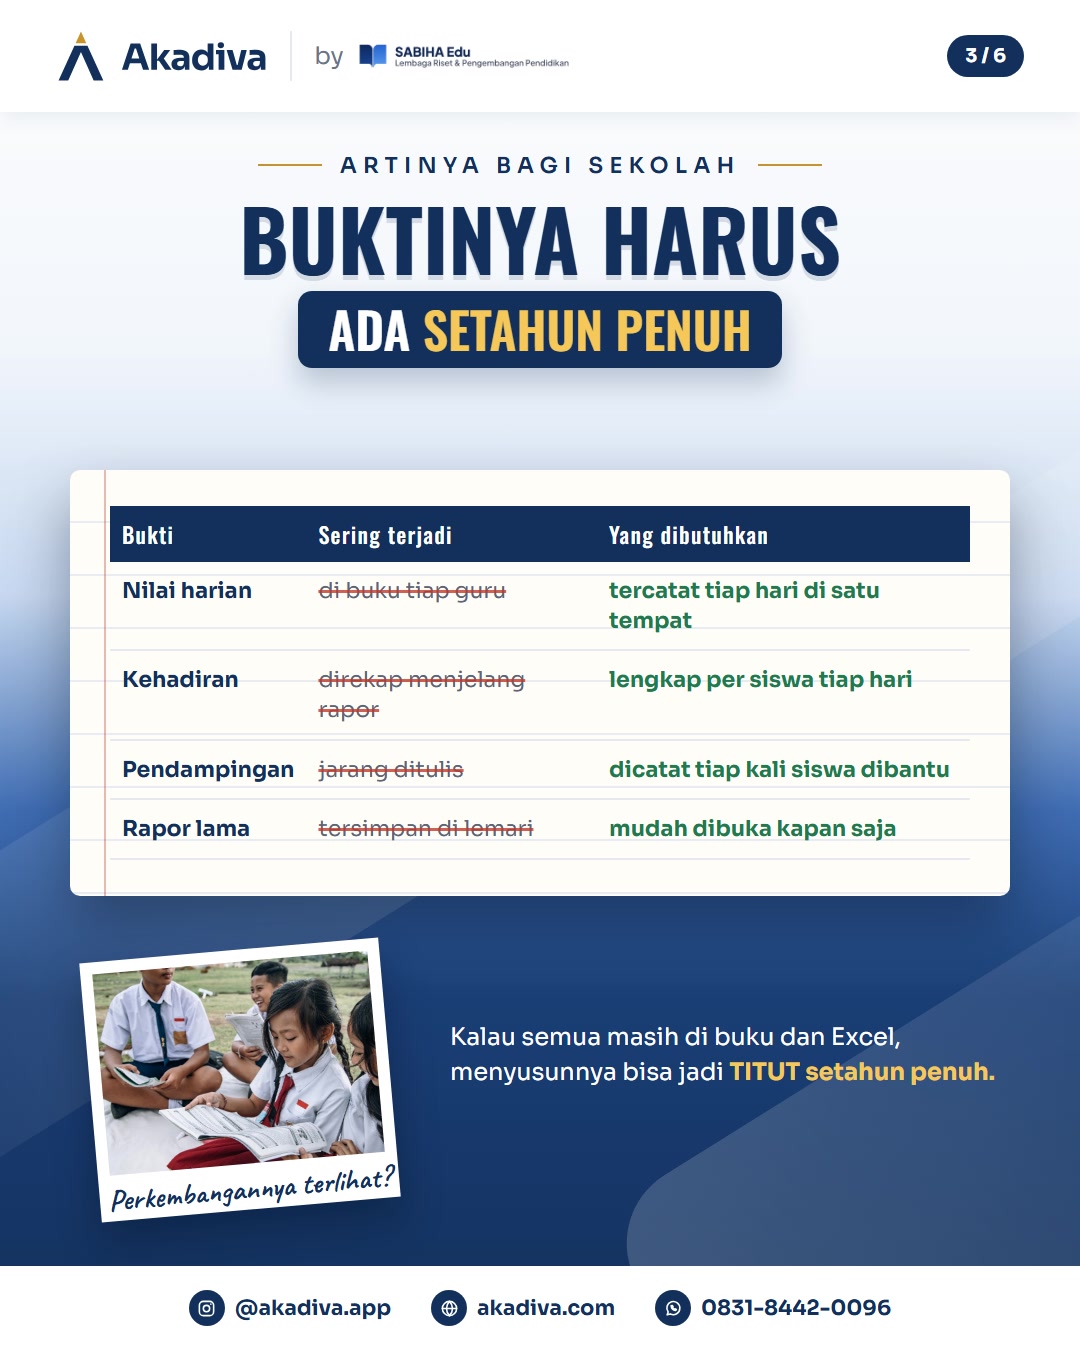 Akadiva
by
SABIHA Edu
Lembaga Riset & Pengembangan Pendidikan
3 / 6
ARTINYA BAGI SEKOLAH
BUKTINYA HARUS
ADA SETAHUN PENUH
Bukti Sering terjadi Yang dibutuhkan
Nilai harian di buku tiap guru tercatat tiap hari di satu
tempat
Kehadiran direkap menjelang lengkap per siswa tiap hari
rapor
Pendampingan jarang ditulis dicatat tiap kali siswa dibantu
Rapor lama tersimpan di lemari mudah dibuka kapan saja
Kalau semua masih di buku dan Excel,
menyusunnya bisa jadi TITUT setahun penuh.
Perkembangannya terlihat?
@akadiva.app akadiva.com 0831-8442-0096